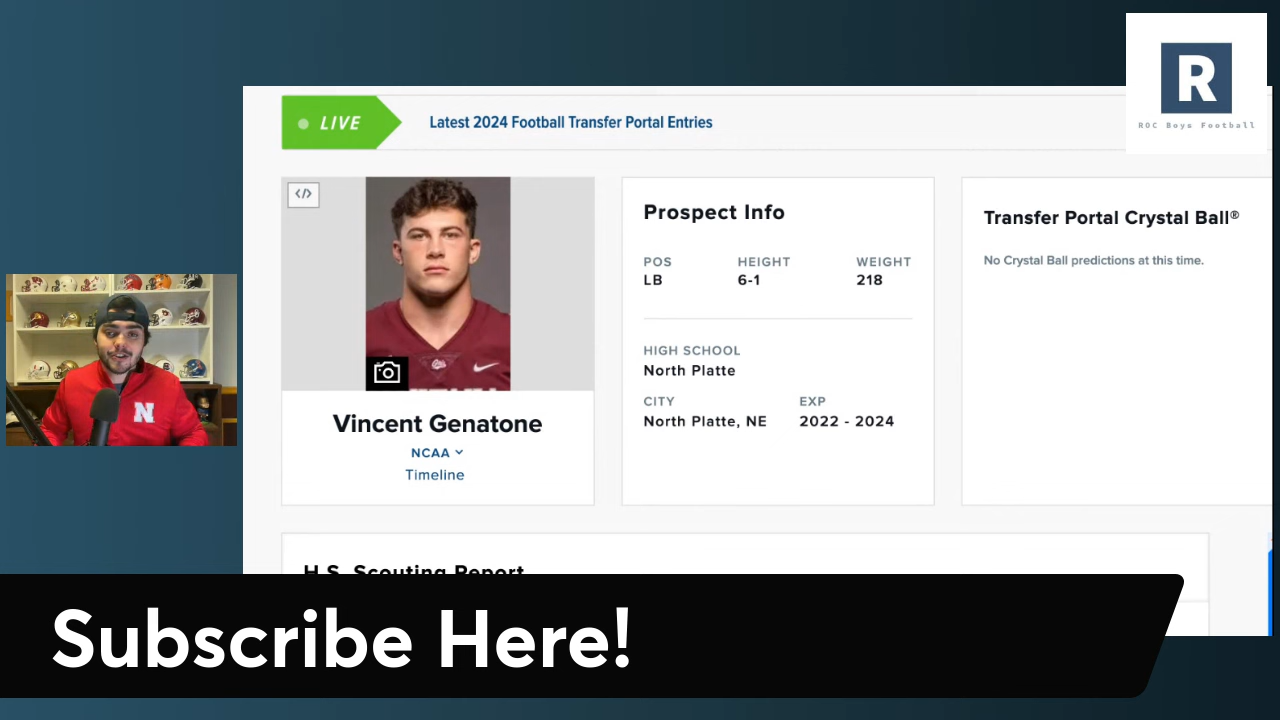 R
ROC Boys Football
LIVE
Latest 2024 Football Transfer Portal Entries
</>
Vincent Genatone
NCAA
Timeline
Prospect Info
POS HEIGHT WEIGHT
LB 6-1 218
HIGH SCHOOL
North Platte
CITY EXP
North Platte, NE 2022 - 2024
Transfer Portal Crystal Ball®
No Crystal Ball predictions at this time.
N
H.S. Scouting Report
Subscribe Here!